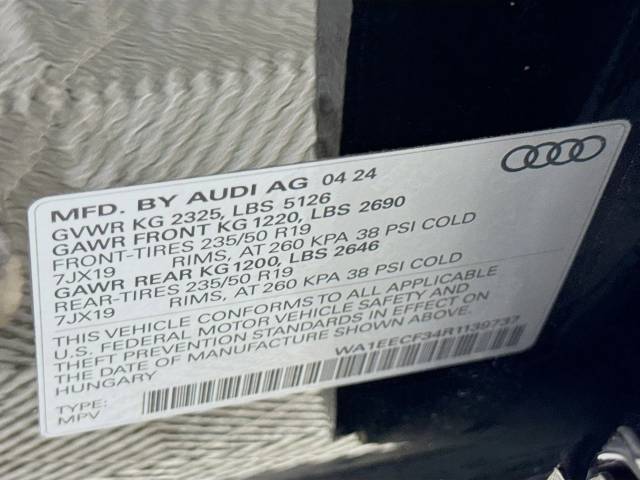 MFD. BY AUDI AG 04 24
GVWR KG 2325, LBS 5126
GAWR FRONT KG 1220, LBS 2690
FRONT-TIRES 235/50 R19
7JX19 RIMS, AT 260 KPA 38 PSI COLD
GAWR REAR KG1200, LBS 2646
REAR-TIRES 235/50 R19
7JX19 RIMS, AT 260 KPA 38 PSI COLD
THIS VEHICLE CONFORMS TO ALL APPLICABLE
U.S. FEDERAL MOTOR VEHICLE SAFETY AND
THEFT PREVENTION STANDARDS IN EFFECT ON
THE DATE OF MANUFACTURE SHOWN ABOVE.
HUNGARY WA1EECF34R1139737
TYPE:
MPV